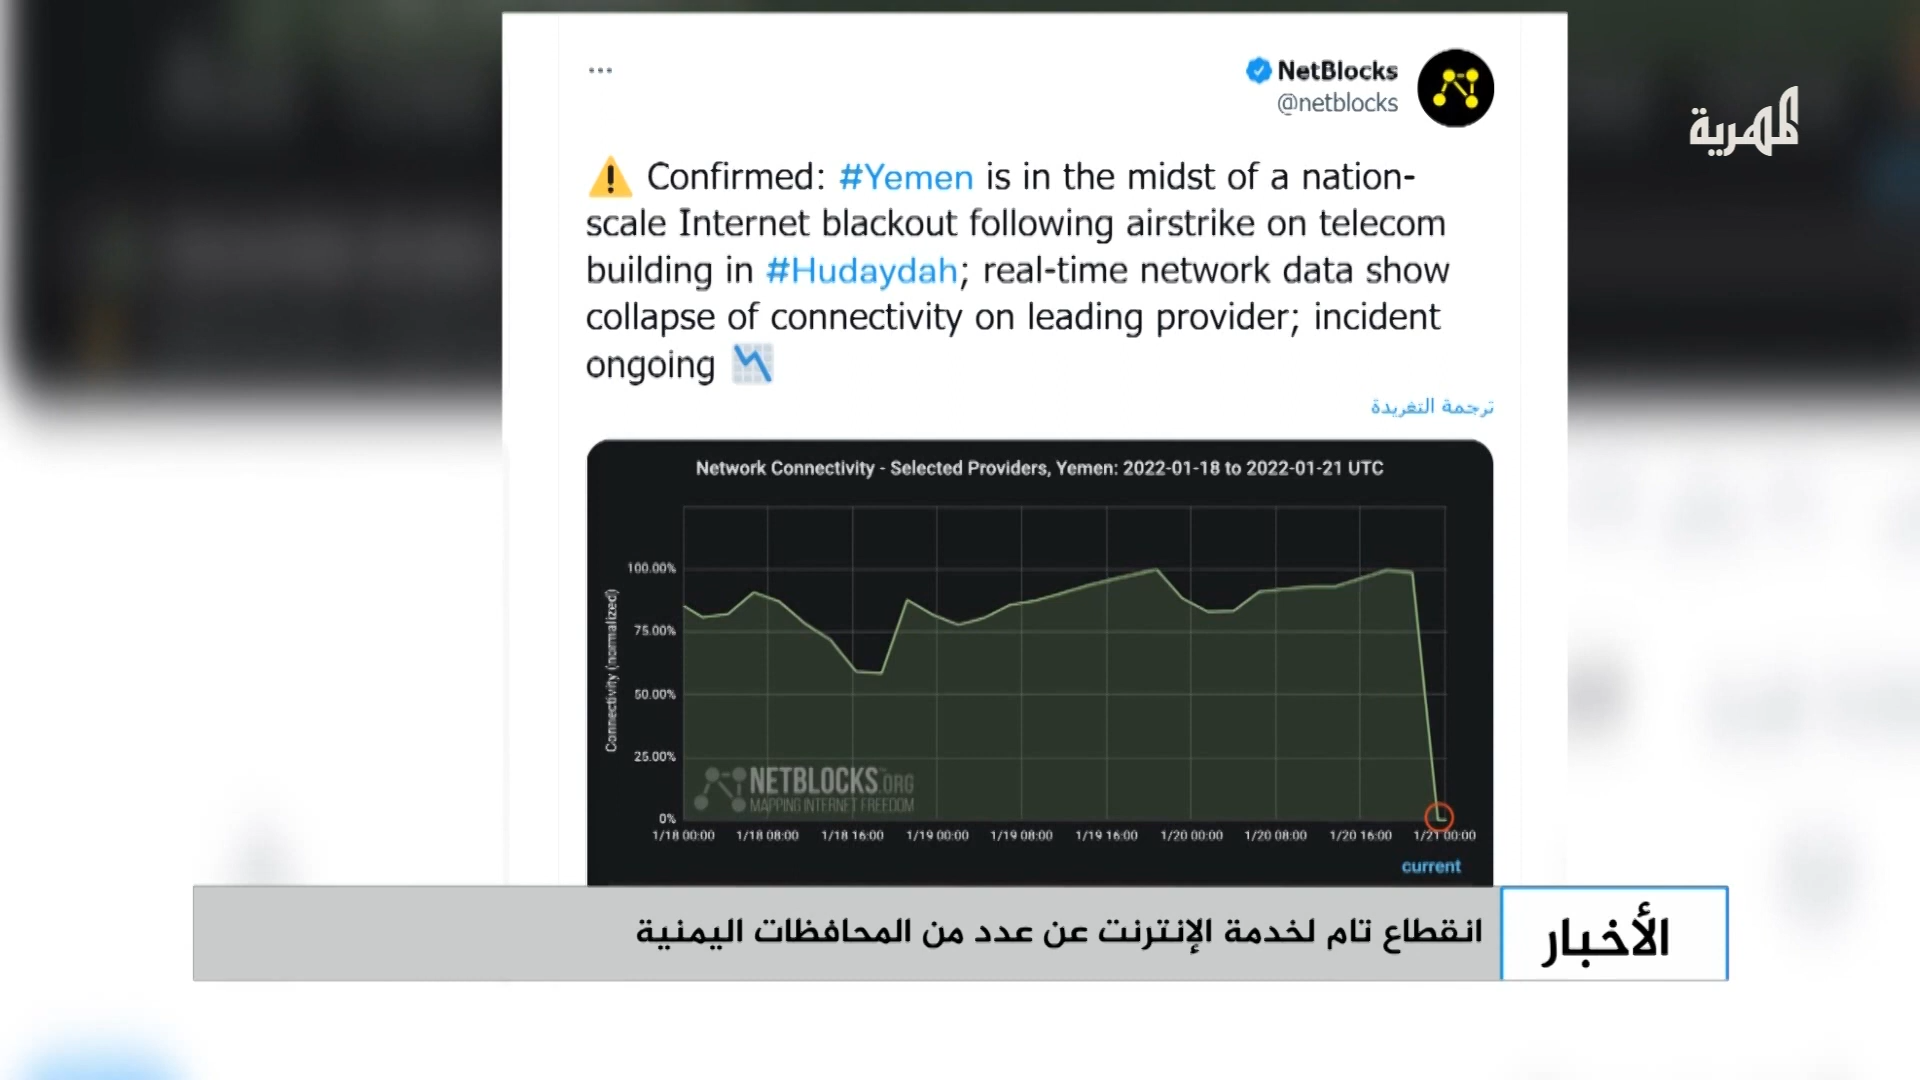 NetBlocks
@netblocks
المهرية
⚠ Confirmed: #Yemen is in the midst of a nation-
scale Internet blackout following airstrike on telecom
building in #Hudaydah; real-time network data show
collapse of connectivity on leading provider; incident
ongoing 📉
ترجمة التغريدة
Network Connectivity - Selected Providers, Yemen: 2022-01-18 to 2022-01-21 UTC
Connectivity (normalized)
100.00%
75.00%
50.00%
25.00%
0%
NETBLOCKS.ORG
MAPPING INTERNET FREEDOM
1/18 00:00 1/18 08:00 1/18 16:00 1/19 00:00 1/19 08:00 1/19 16:00 1/20 00:00 1/20 08:00 1/20 16:00 1/21 00:00
current
الأخبار
انقطاع تام لخدمة الإنترنت عن عدد من المحافظات اليمنية